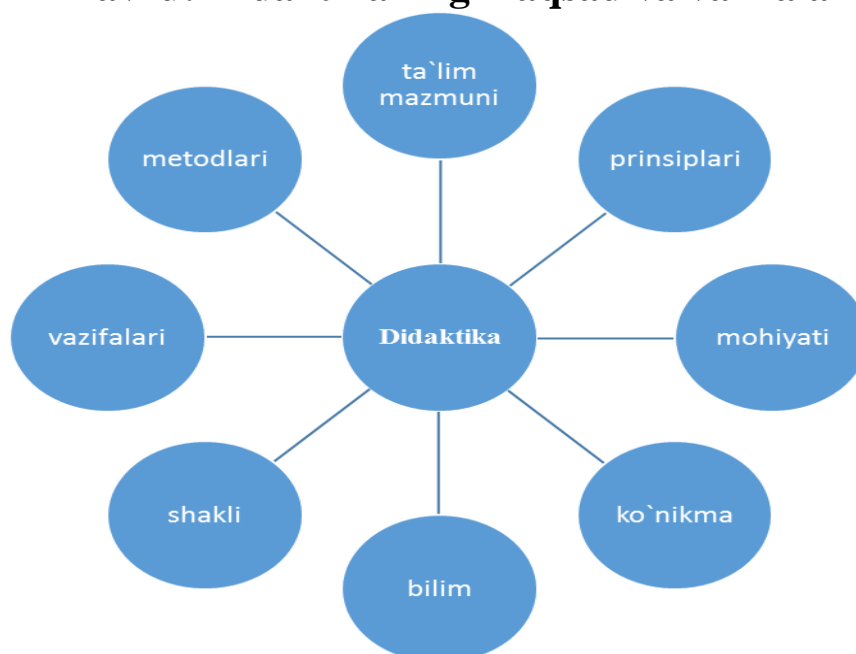 ta`lim
mazmuni
metodlari
prinsiplari
vazifalari
Didaktika
mohiyati
shakli
ko`nikma
bilim